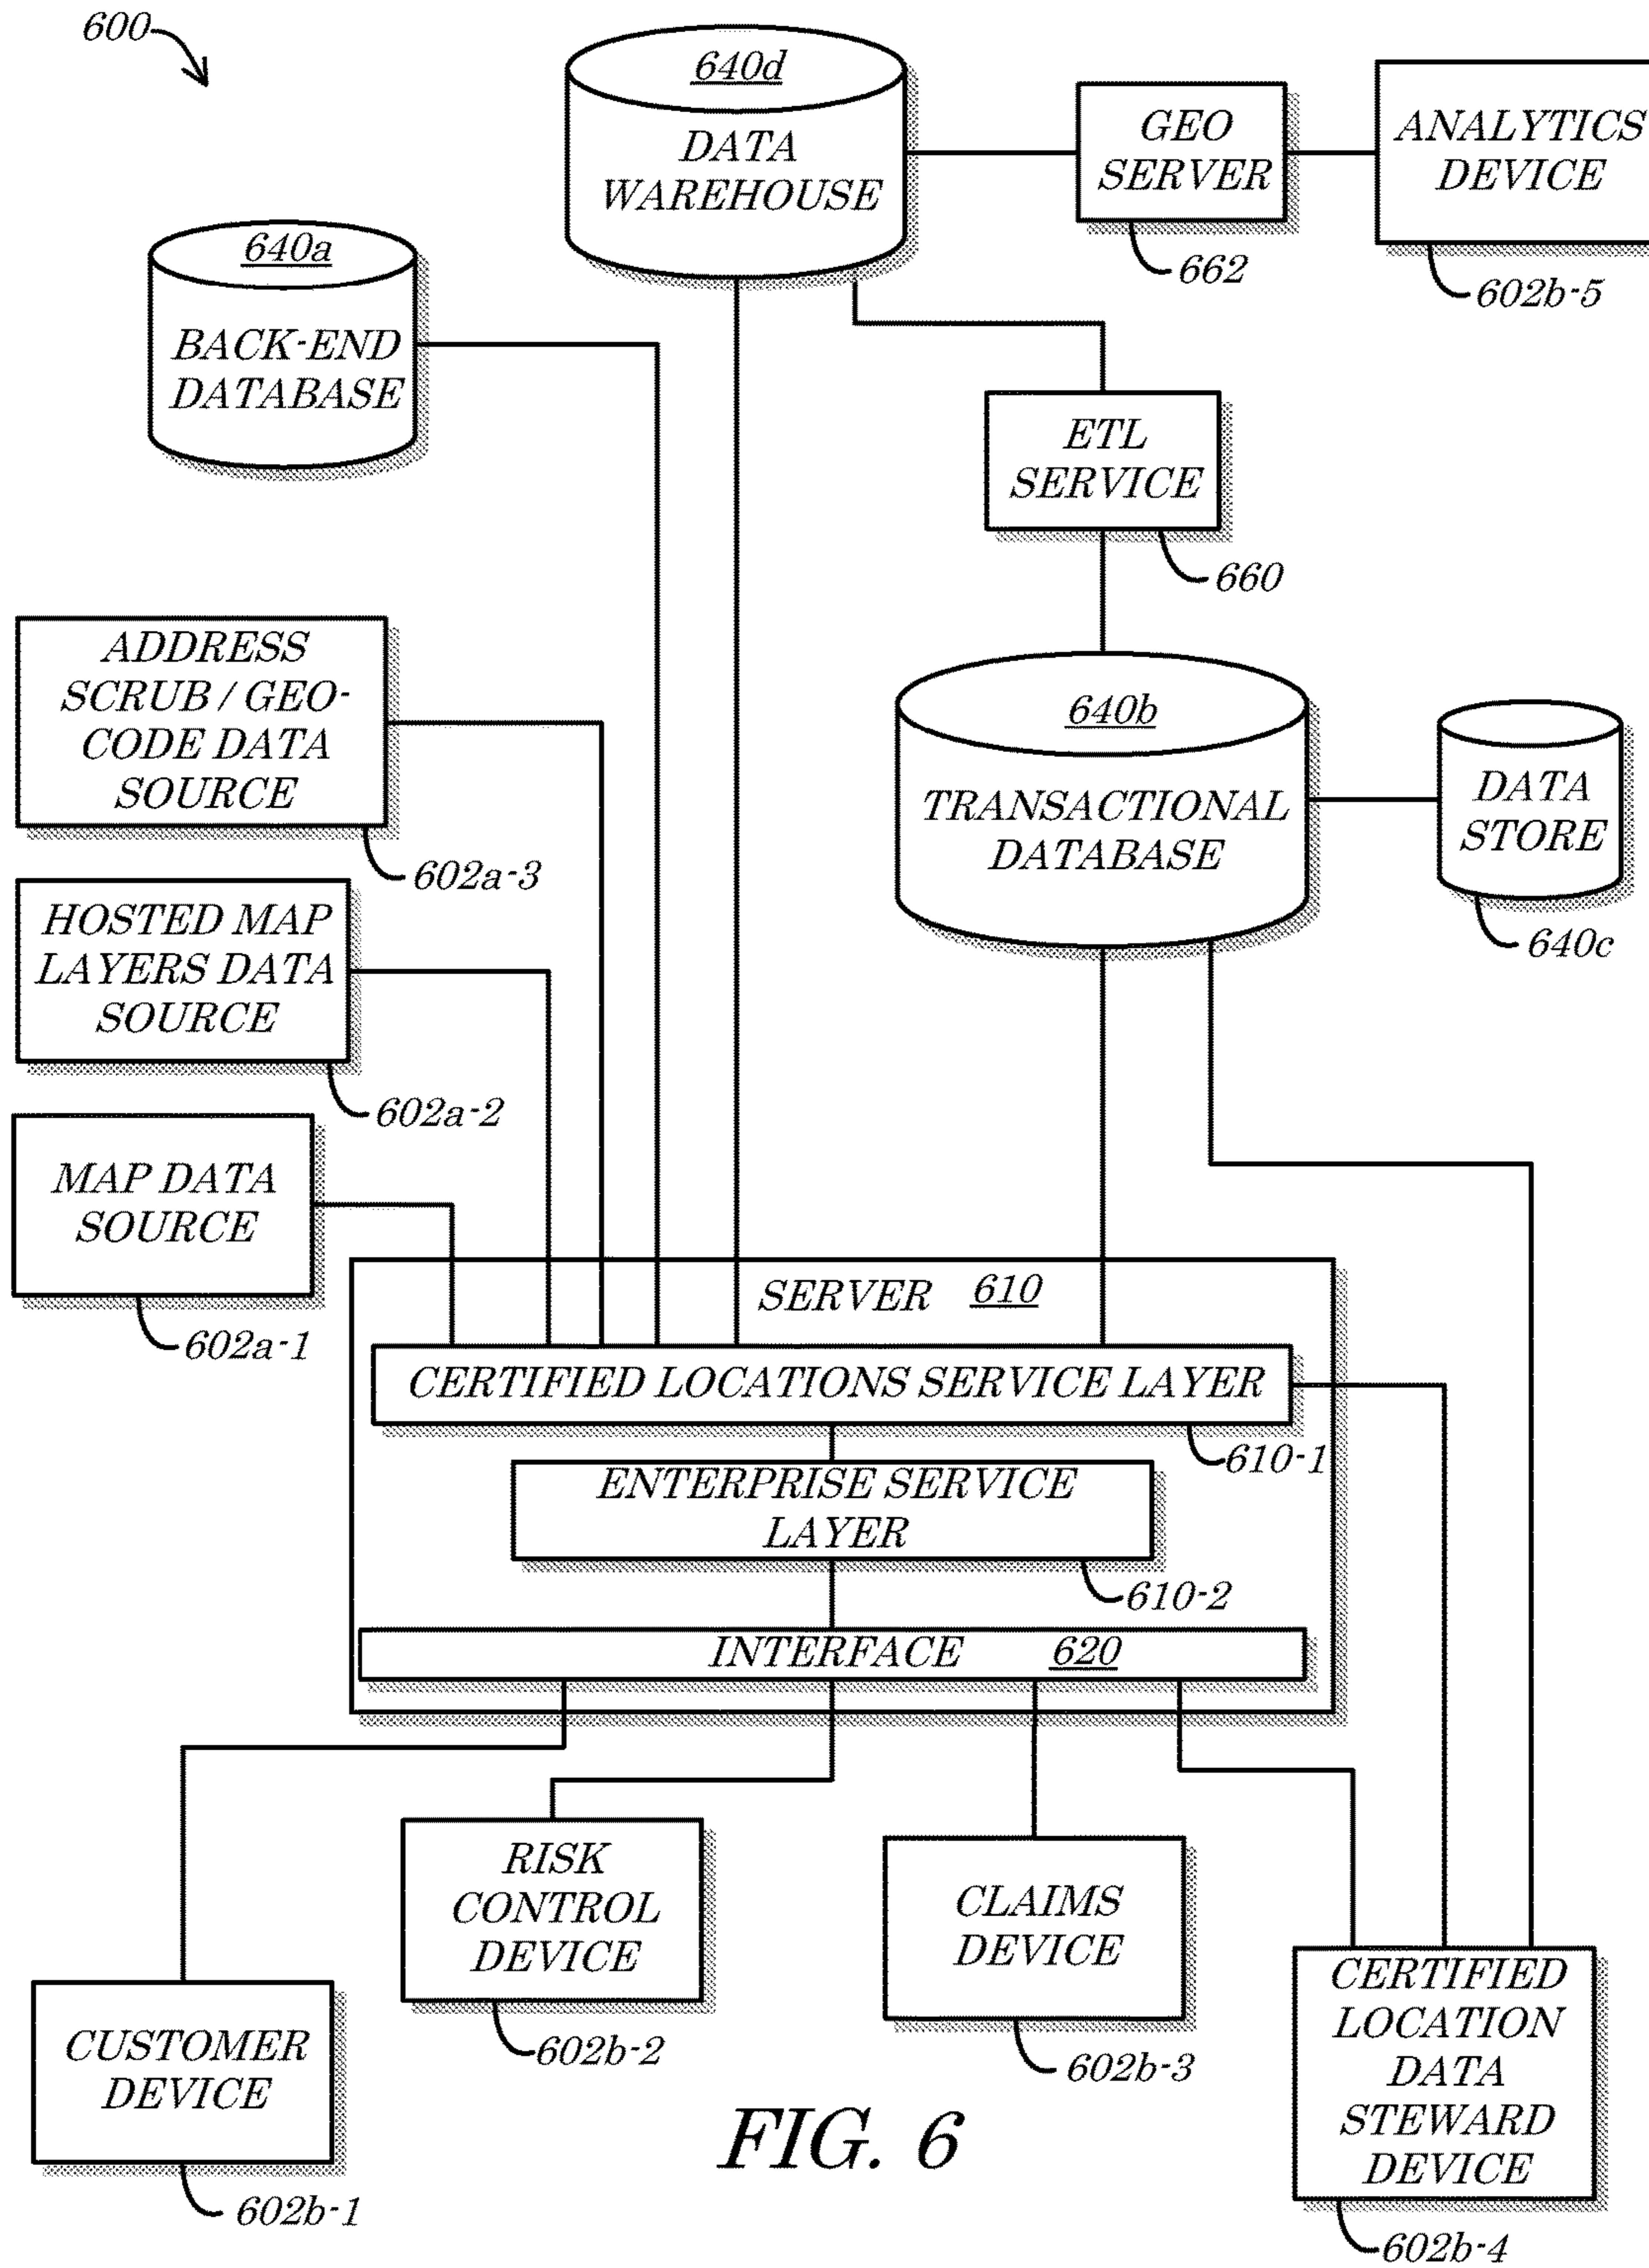 600
640d
DATA
WAREHOUSE
GEO
SERVER
662
ANALYTICS
DEVICE
602b-5
640a
BACK-END
DATABASE
ETL
SERVICE
660
ADDRESS
SCRUB / GEO-
CODE DATA
SOURCE
602a-3
640b
TRANSACTIONAL
DATABASE
DATA
STORE
640c
HOSTED MAP
LAYERS DATA
SOURCE
602a-2
MAP DATA
SOURCE
602a-1
SERVER 610
CERTIFIED LOCATIONS SERVICE LAYER
610-1
ENTERPRISE SERVICE
LAYER
610-2
INTERFACE 620
CUSTOMER
DEVICE
602b-1
RISK
CONTROL
DEVICE
602b-2
CLAIMS
DEVICE
602b-3
CERTIFIED
LOCATION
DATA
STEWARD
DEVICE
602b-4
FIG. 6